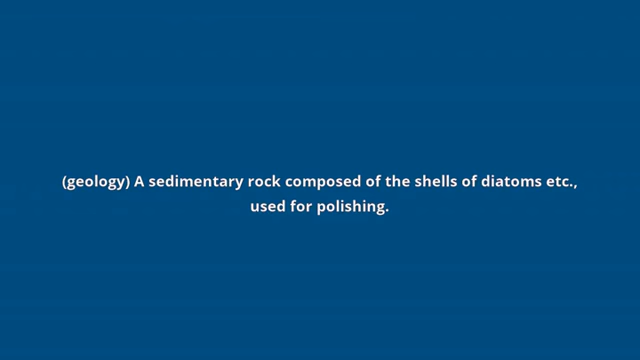 (geology) A sedimentary rock composed of the shells of diatoms etc.,
used for polishing.